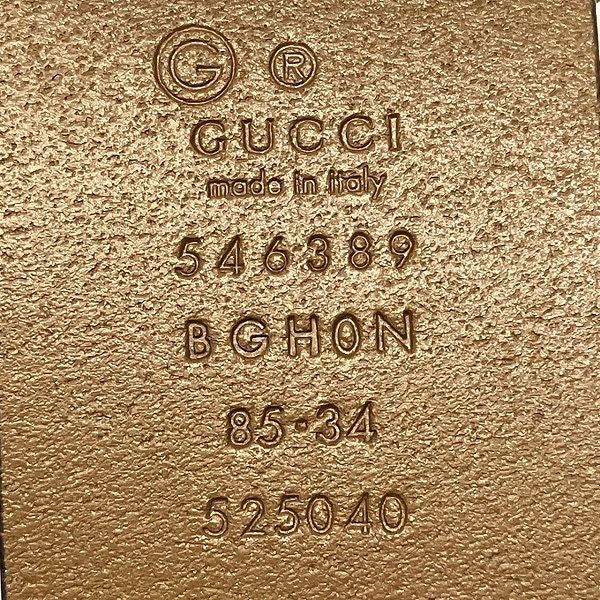 G ®
GUCCI
made in italy
546389
BGH0N
85·34
525040